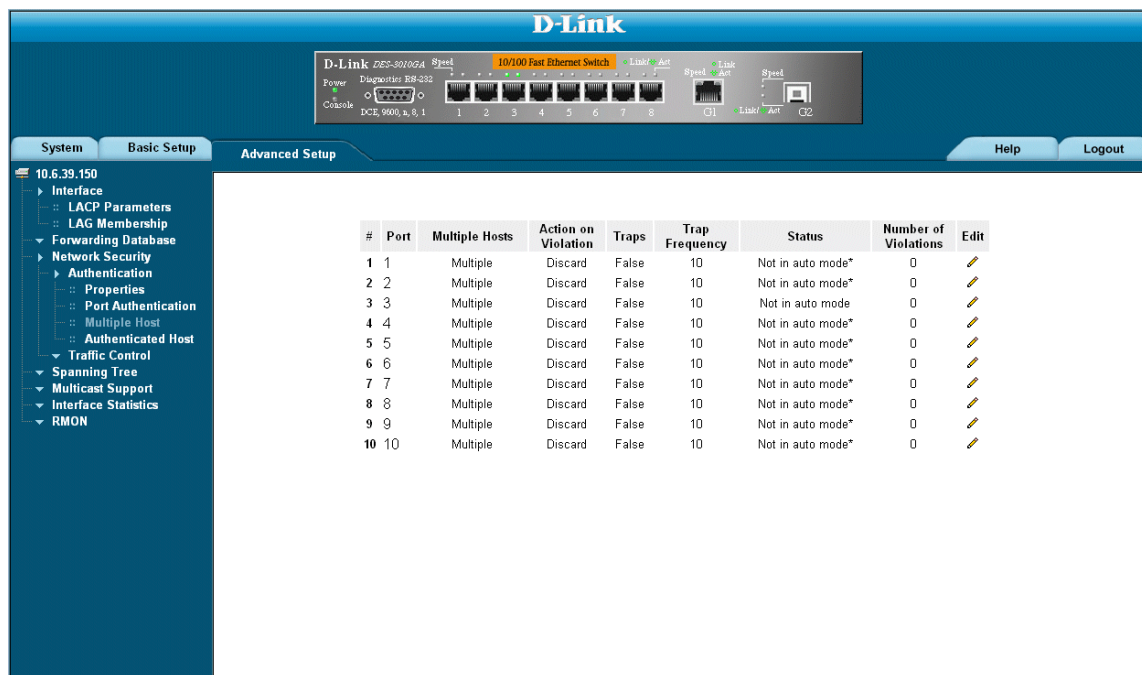 D-Link
D-Link DES-3010GA Speed 10/100 Fast Ethernet Switch Link/ Act
Power Diagnostics RS-232
Console
DCE, 9600, n, 8, 1
1 2 3 4 5 6 7 8
Link
Speed Act
G1
Speed
Link/ Act G2
System
Basic Setup
Advanced Setup
Help
Logout
10.6.39.150
Interface
LACP Parameters
LAG Membership
Forwarding Database
Network Security
Authentication
Properties
Port Authentication
Multiple Host
Authenticated Host
Traffic Control
Spanning Tree
Multicast Support
Interface Statistics
RMON
# Port Multiple Hosts Action on Violation Traps Trap Frequency Status Number of Violations Edit
1 1 Multiple Discard False 10 Not in auto mode* 0
2 2 Multiple Discard False 10 Not in auto mode* 0
3 3 Multiple Discard False 10 Not in auto mode 0
4 4 Multiple Discard False 10 Not in auto mode* 0
5 5 Multiple Discard False 10 Not in auto mode* 0
6 6 Multiple Discard False 10 Not in auto mode* 0
7 7 Multiple Discard False 10 Not in auto mode* 0
8 8 Multiple Discard False 10 Not in auto mode* 0
9 9 Multiple Discard False 10 Not in auto mode* 0
10 10 Multiple Discard False 10 Not in auto mode* 0